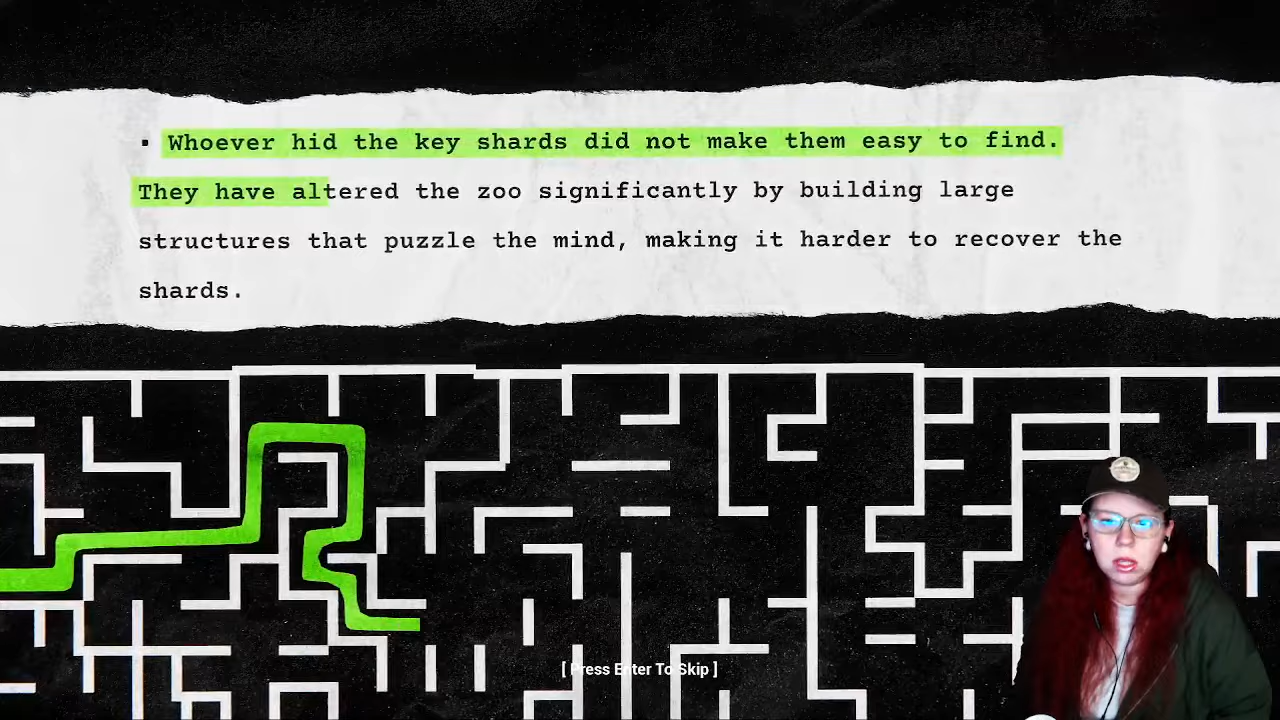 ▪ Whoever hid the key shards did not make them easy to find.
They have altered the zoo significantly by building large
structures that puzzle the mind, making it harder to recover the
shards.
[ Press Enter To Skip ]